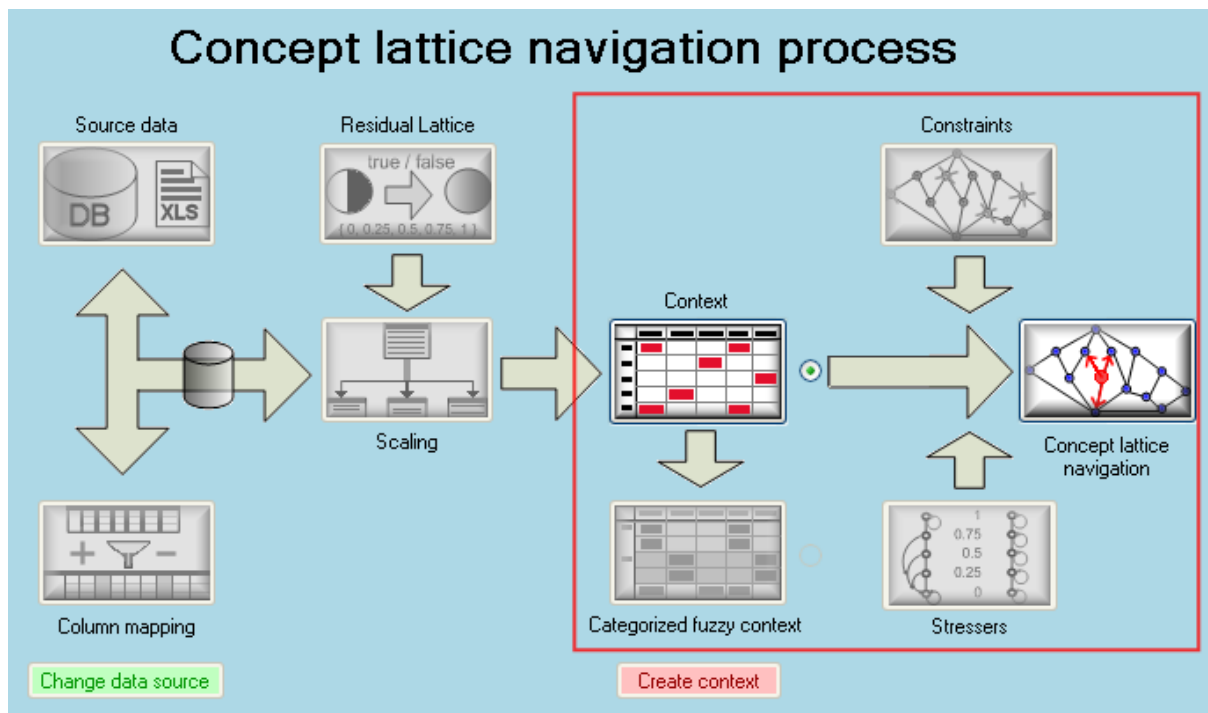 Concept lattice navigation process
Source data
Residual Lattice
Constraints
DB
XLS
true / false
{ 0, 0.25, 0.5, 0.75, 1 }
Context
Scaling
Concept lattice
navigation
Column mapping
Categorized fuzzy context
1
0.75
0.5
0.25
0
Stressers
Change data source
Create context